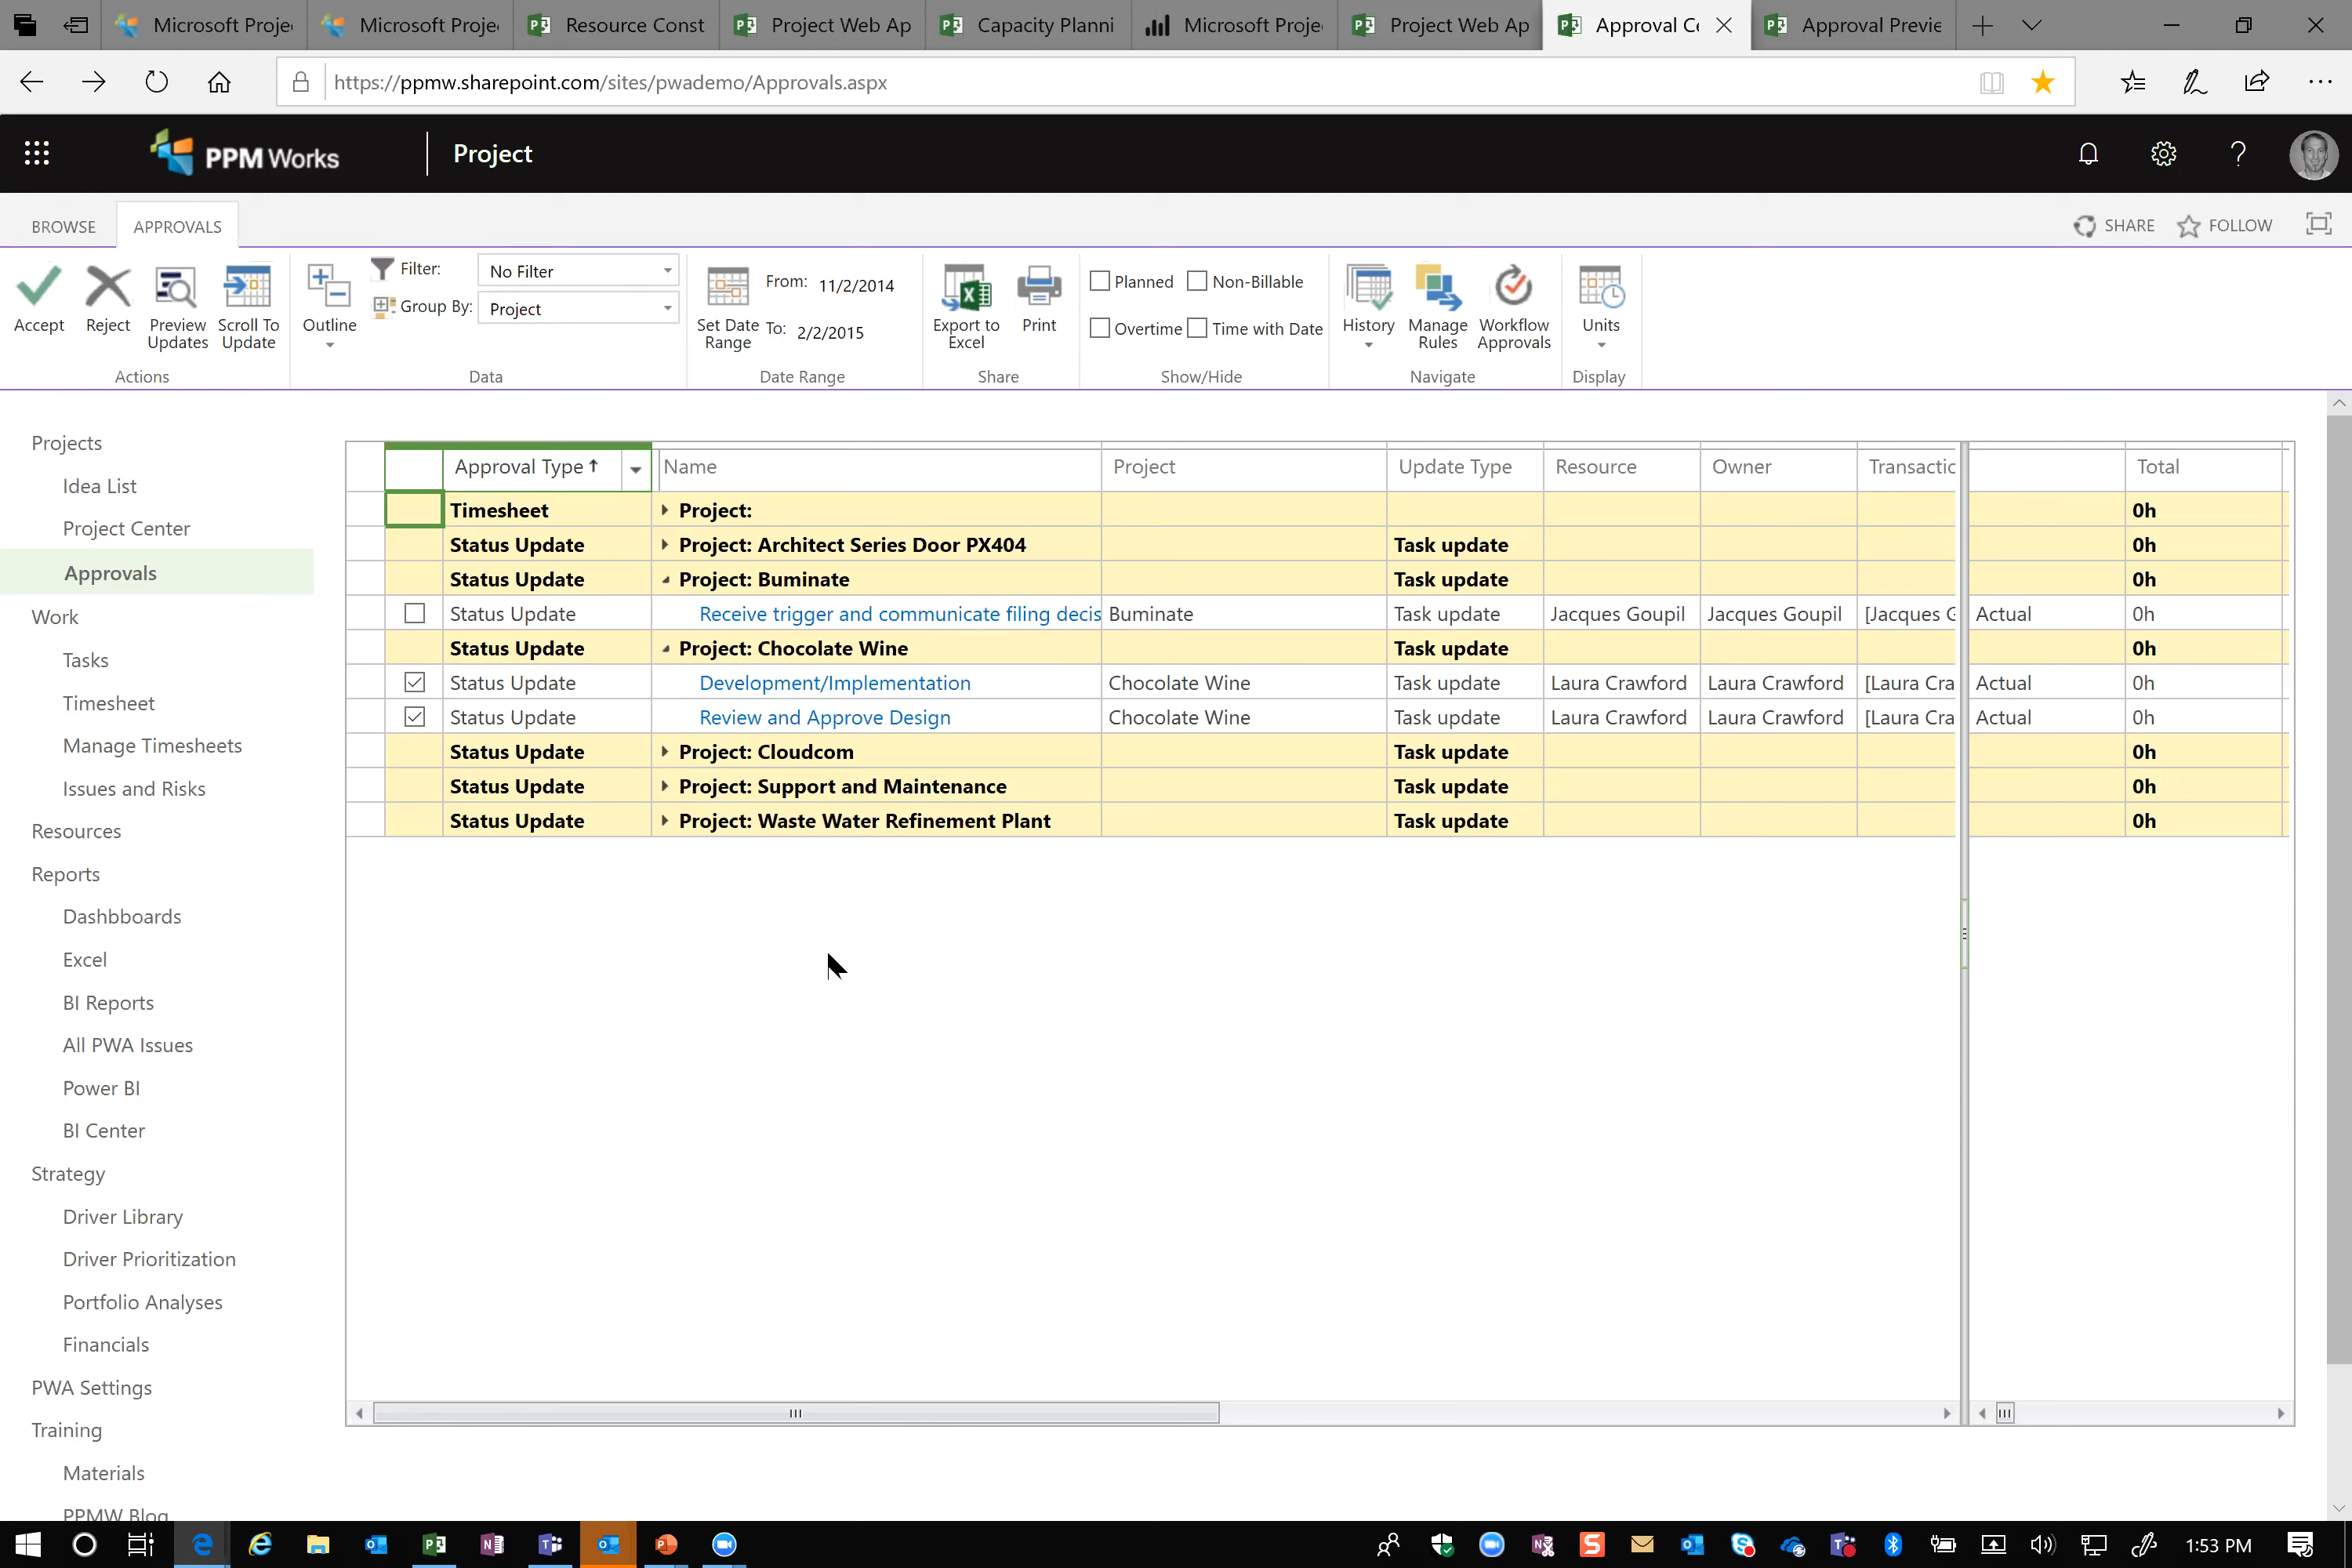 Microsoft Proje
Microsoft Proje
Resource Const
Project Web Ap
Capacity Planni
Microsoft Proje
Project Web Ap
Approval Ce
Approval Previe
https://ppmw.sharepoint.com/sites/pwademo/Approvals.aspx
PPM Works
Project
BROWSE APPROVALS
SHARE FOLLOW
Accept
Reject
Preview Updates
Scroll To Update
Actions
Outline
Filter: No Filter
Group By: Project
Data
Set Date Range
From: 11/2/2014
To: 2/2/2015
Date Range
Export to Excel
Print
Share
Planned Non-Billable
Overtime Time with Date
Show/Hide
History
Manage Rules
Workflow Approvals
Navigate
Units
Display
Projects
Idea List
Project Center
Approvals
Work
Tasks
Timesheet
Manage Timesheets
Issues and Risks
Resources
Reports
Dashbboards
Excel
BI Reports
All PWA Issues
Power BI
BI Center
Strategy
Driver Library
Driver Prioritization
Portfolio Analyses
Financials
PWA Settings
Training
Materials
PPMW Blog
Approval Type Name Project Update Type Resource Owner Transactic Total
Timesheet Project: 0h
Status Update Project: Architect Series Door PX404 Task update 0h
Status Update Project: Buminate Task update 0h
Status Update Receive trigger and communicate filing decis Buminate Task update Jacques Goupil Jacques Goupil [Jacques G Actual 0h
Status Update Project: Chocolate Wine Task update 0h
Status Update Development/Implementation Chocolate Wine Task update Laura Crawford Laura Crawford [Laura Cra Actual 0h
Status Update Review and Approve Design Chocolate Wine Task update Laura Crawford Laura Crawford [Laura Cra Actual 0h
Status Update Project: Cloudcom Task update 0h
Status Update Project: Support and Maintenance Task update 0h
Status Update Project: Waste Water Refinement Plant Task update 0h
1:53 PM